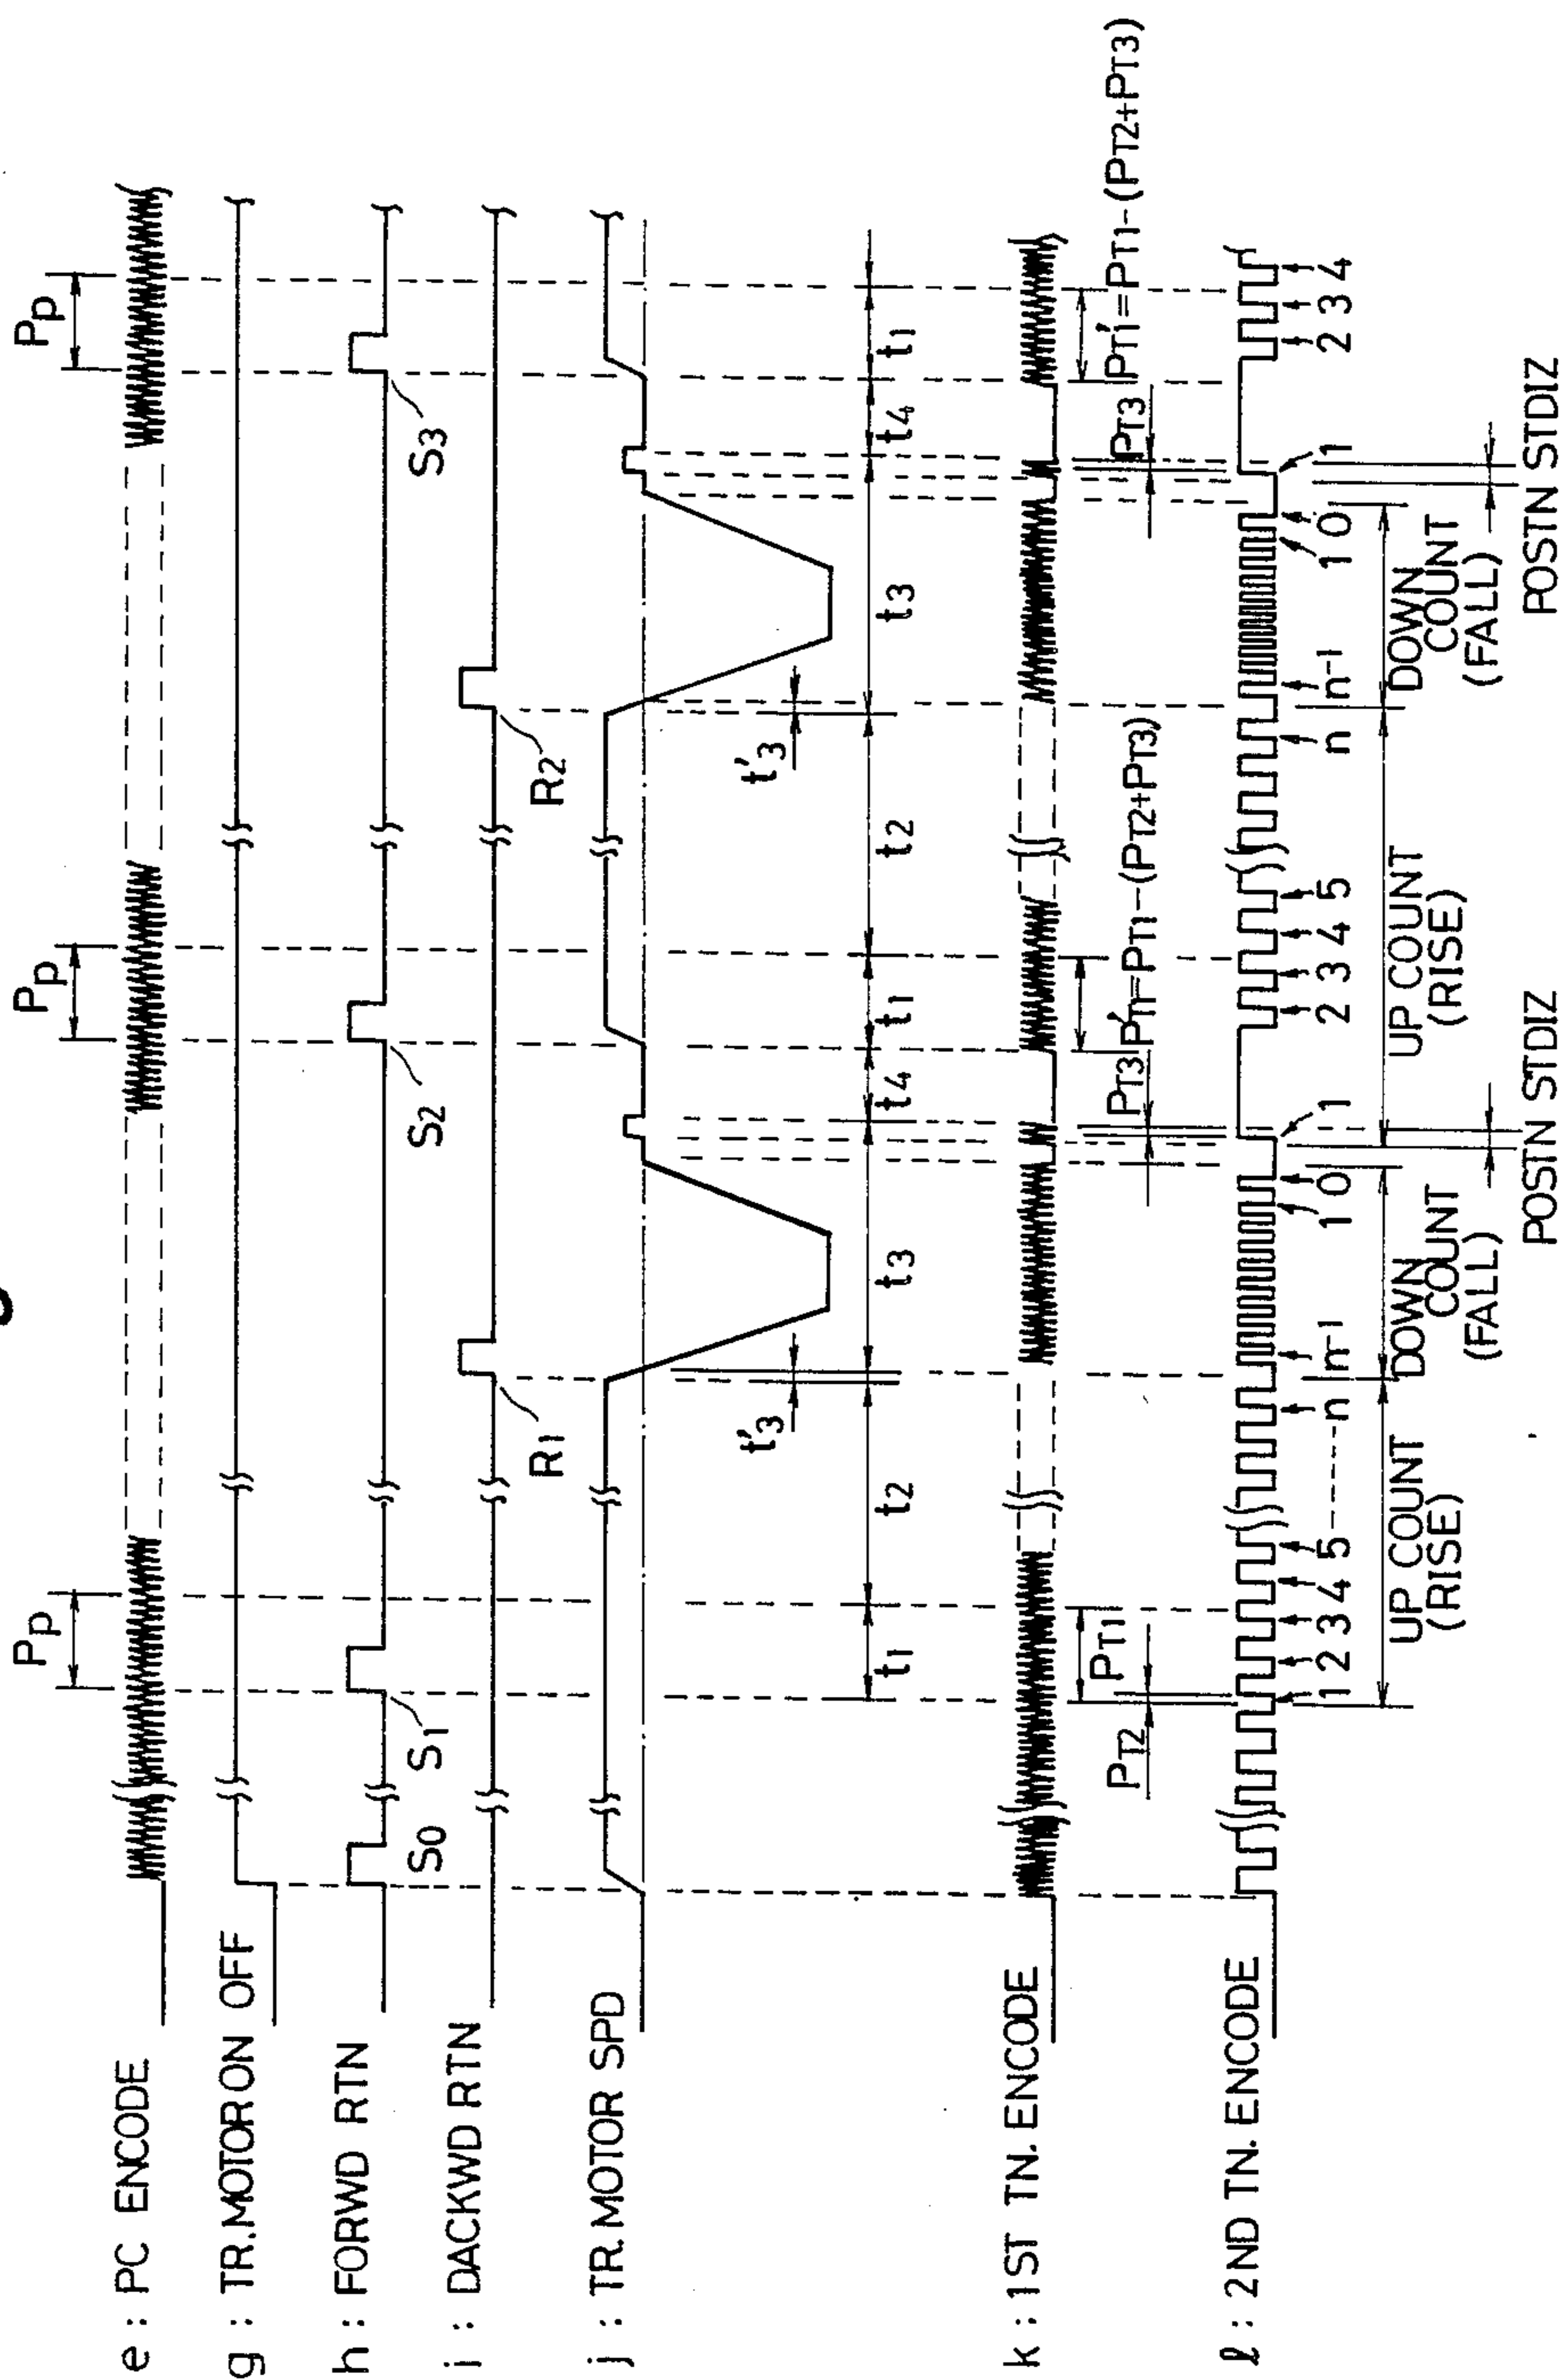 e : PC ENCODE
Pp
Pp
Pp
g : TR.MOTOR ON OFF
h : FORWD RTN
S0
S1
S2
S3
i : DACKWD RTN
R1
R2
j : TR.MOTOR SPD
t'3
t'3
t1
t2
t3
t4
t1
t2
t3
t4
t1
k : 1ST TN. ENCODE
PT2
PT1
PT3
P'T1=PT1-(PT2+PT3)
PT3
PT1'=PT1-(PT2+PT3)
ℓ : 2ND TN. ENCODE
1 2 3 4 5 ----- n n-1 1 0 1 2 3 4 5 n n-1 1 0 1 2 3 4
UP COUNT
(RISE)
DOWN
COUNT
(FALL)
UP COUNT
(RISE)
DOWN
COUNT
(FALL)
POSTN STDIZ
POSTN STDIZ